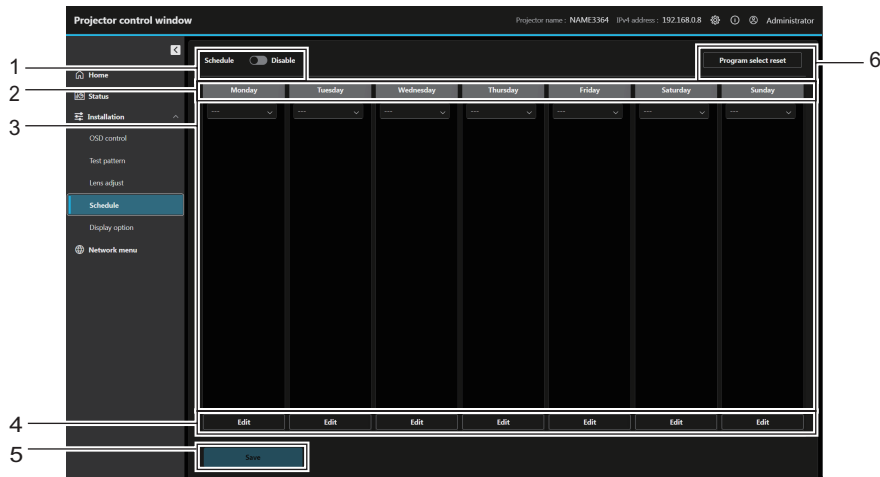 Projector control window Projector name : NAME3364 IPv4 address : 192.168.0.8 Administrator
1 Schedule Disable Program select reset 6
Home
2 Status Monday Tuesday Wednesday Thursday Friday Saturday Sunday
3 Installation --- --- --- --- --- --- ---
OSD control
Test pattern
Lens adjust
Schedule
Display option
Network menu
4 Edit Edit Edit Edit Edit Edit Edit
5 Save